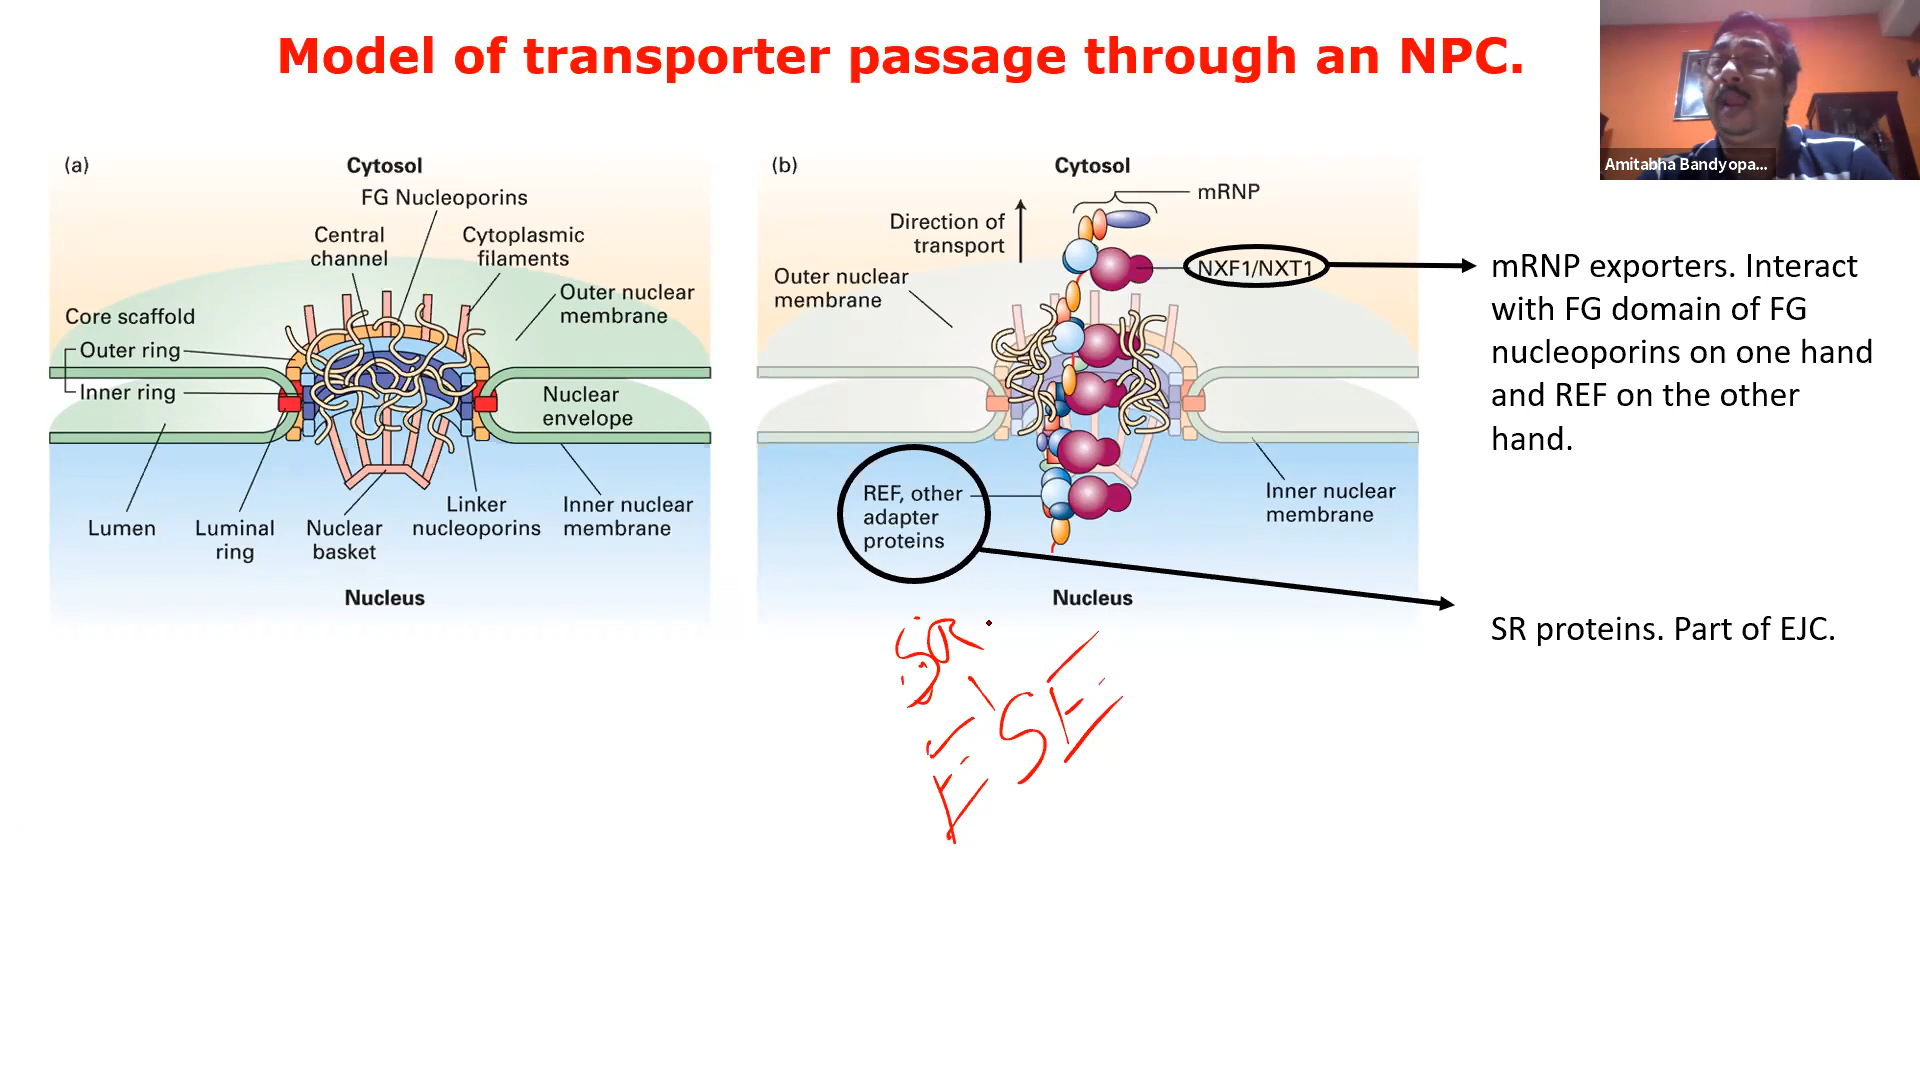 Model of transporter passage through an NPC.
Amitabha Bandyopa...
(a)
Cytosol
FG Nucleoporins
Central
channel
Cytoplasmic
filaments
Outer nuclear
membrane
Core scaffold
Outer ring
Inner ring
Nuclear
envelope
Lumen
Luminal
ring
Nuclear
basket
Linker
nucleoporins
Inner nuclear
membrane
Nucleus
(b)
Cytosol
mRNP
Direction of
transport
Outer nuclear
membrane
NXF1/NXT1
REF, other
adapter
proteins
Inner nuclear
membrane
Nucleus
mRNP exporters. Interact
with FG domain of FG
nucleoporins on one hand
and REF on the other
hand.
SR proteins. Part of EJC.
SR
ESE